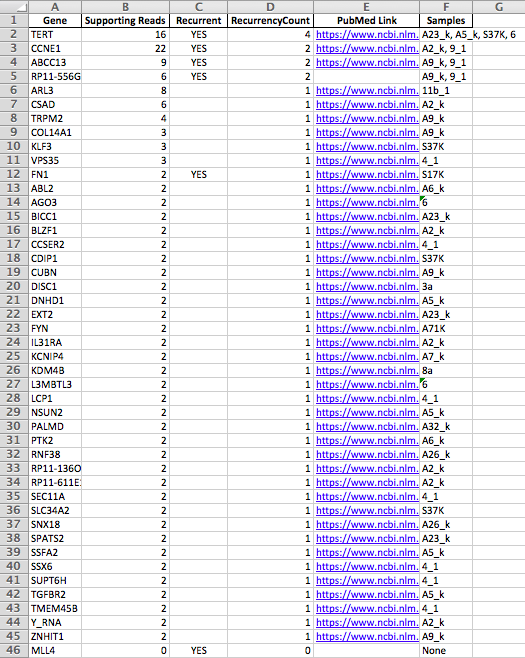 A B C D E F G
1 Gene Supporting Reads Recurrent RecurrencyCount PubMed Link Samples
2 TERT 16 YES 4 https://www.ncbi.nlm. A23_k, A5_k, S37K, 6
3 CCNE1 22 YES 2 https://www.ncbi.nlm. A2_k, 9_1
4 ABCC13 9 YES 2 https://www.ncbi.nlm. A9_k, 9_1
5 RP11-556G 6 YES 2 A9_k, 9_1
6 ARL3 8 1 https://www.ncbi.nlm. 11b_1
7 CSAD 6 1 https://www.ncbi.nlm. A2_k
8 TRPM2 4 1 https://www.ncbi.nlm. A9_k
9 COL14A1 3 1 https://www.ncbi.nlm. A9_k
10 KLF3 3 1 https://www.ncbi.nlm. S37K
11 VPS35 3 1 https://www.ncbi.nlm. 4_1
12 FN1 2 YES 1 https://www.ncbi.nlm. S17K
13 ABL2 2 1 https://www.ncbi.nlm. A6_k
14 AGO3 2 1 https://www.ncbi.nlm. 6
15 BICC1 2 1 https://www.ncbi.nlm. A23_k
16 BLZF1 2 1 https://www.ncbi.nlm. A2_k
17 CCSER2 2 1 https://www.ncbi.nlm. 4_1
18 CDIP1 2 1 https://www.ncbi.nlm. S37K
19 CUBN 2 1 https://www.ncbi.nlm. A9_k
20 DISC1 2 1 https://www.ncbi.nlm. 3a
21 DNHD1 2 1 https://www.ncbi.nlm. A5_k
22 EXT2 2 1 https://www.ncbi.nlm. A23_k
23 FYN 2 1 https://www.ncbi.nlm. A71K
24 IL31RA 2 1 https://www.ncbi.nlm. A2_k
25 KCNIP4 2 1 https://www.ncbi.nlm. A7_k
26 KDM4B 2 1 https://www.ncbi.nlm. 8a
27 L3MBTL3 2 1 https://www.ncbi.nlm. 6
28 LCP1 2 1 https://www.ncbi.nlm. 4_1
29 NSUN2 2 1 https://www.ncbi.nlm. A5_k
30 PALMD 2 1 https://www.ncbi.nlm. A32_k
31 PTK2 2 1 https://www.ncbi.nlm. A6_k
32 RNF38 2 1 https://www.ncbi.nlm. A26_k
33 RP11-136O 2 1 https://www.ncbi.nlm. A2_k
34 RP11-611E 2 1 https://www.ncbi.nlm. A2_k
35 SEC11A 2 1 https://www.ncbi.nlm. 4_1
36 SLC34A2 2 1 https://www.ncbi.nlm. S37K
37 SNX18 2 1 https://www.ncbi.nlm. A26_k
38 SPATS2 2 1 https://www.ncbi.nlm. A23_k
39 SSFA2 2 1 https://www.ncbi.nlm. A5_k
40 SSX6 2 1 https://www.ncbi.nlm. 4_1
41 SUPT6H 2 1 https://www.ncbi.nlm. 4_1
42 TGFBR2 2 1 https://www.ncbi.nlm. A5_k
43 TMEM45B 2 1 https://www.ncbi.nlm. 4_1
44 Y_RNA 2 1 https://www.ncbi.nlm. A2_k
45 ZNHIT1 2 1 https://www.ncbi.nlm. A9_k
46 MLL4 0 YES 0 None